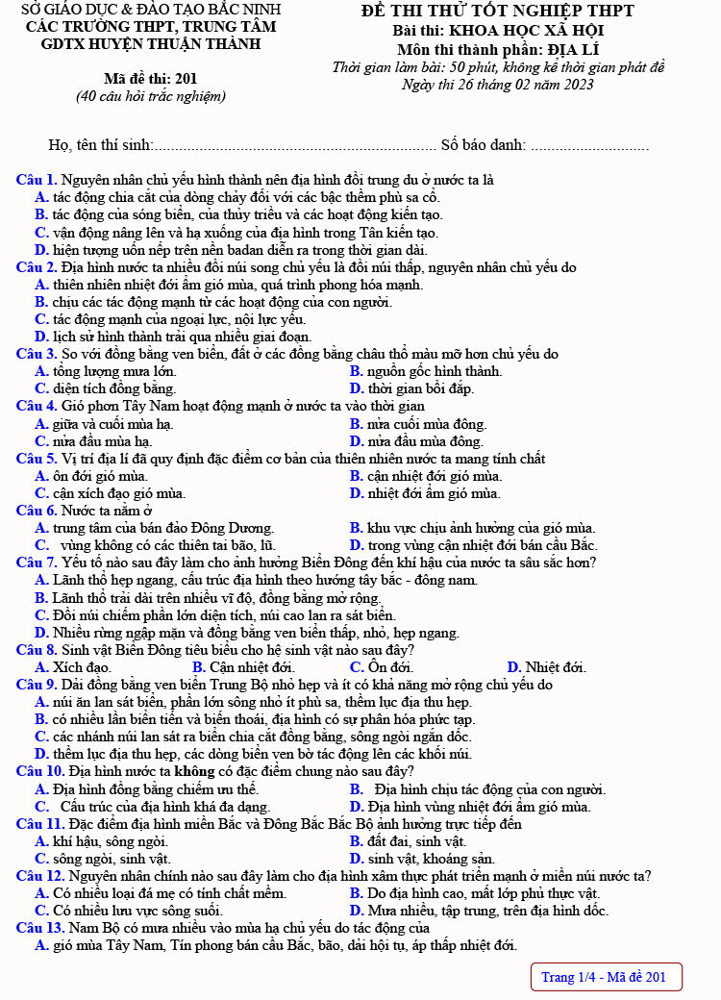 SỞ GIÁO DỤC & ĐÀO TẠO BẮC NINH
CÁC TRƯỜNG THPT, TRUNG TÂM
GDTX HUYỆN THUẬN THÀNH
Mã đề thi: 201
(40 câu hỏi trắc nghiệm)
ĐỀ THI THỬ TỐT NGHIỆP THPT
Bài thi: KHOA HỌC XÃ HỘI
Môn thi thành phần: ĐỊA LÍ
Thời gian làm bài: 50 phút, không kể thời gian phát đề
Ngày thi 26 tháng 02 năm 2023
Họ, tên thí sinh:................................................................. Số báo danh: ............................
Câu 1. Nguyên nhân chủ yếu hình thành nên địa hình đồi trung du ở nước ta là
A. tác động chia cắt của dòng chảy đối với các bậc thềm phù sa cổ.
B. tác động của sóng biển, của thủy triều và các hoạt động kiến tạo.
C. vận động nâng lên và hạ xuống của địa hình trong Tân kiến tạo.
D. hiện tượng uốn nếp trên nền badan diễn ra trong thời gian dài.
Câu 2. Địa hình nước ta nhiều đồi núi song chủ yếu là đồi núi thấp, nguyên nhân chủ yếu do
A. thiên nhiên nhiệt đới ẩm gió mùa, quá trình phong hóa mạnh.
B. chịu các tác động mạnh từ các hoạt động của con người.
C. tác động mạnh của ngoại lực, nội lực yếu.
D. lịch sử hình thành trải qua nhiều giai đoạn.
Câu 3. So với đồng bằng ven biển, đất ở các đồng bằng châu thổ màu mỡ hơn chủ yếu do
A. tổng lượng mưa lớn. B. nguồn gốc hình thành.
C. diện tích đồng bằng. D. thời gian bồi đắp.
Câu 4. Gió phơn Tây Nam hoạt động mạnh ở nước ta vào thời gian
A. giữa và cuối mùa hạ. B. nửa cuối mùa đông.
C. nửa đầu mùa hạ. D. nửa đầu mùa đông.
Câu 5. Vị trí địa lí đã quy định đặc điểm cơ bản của thiên nhiên nước ta mang tính chất
A. ôn đới gió mùa. B. cận nhiệt đới gió mùa.
C. cận xích đạo gió mùa. D. nhiệt đới ẩm gió mùa.
Câu 6. Nước ta nằm ở
A. trung tâm của bán đảo Đông Dương. B. khu vực chịu ảnh hưởng của gió mùa.
C. vùng không có các thiên tai bão, lũ. D. trong vùng cận nhiệt đới bán cầu Bắc.
Câu 7. Yếu tố nào sau đây làm cho ảnh hưởng Biển Đông đến khí hậu của nước ta sâu sắc hơn?
A. Lãnh thổ hẹp ngang, cấu trúc địa hình theo hướng tây bắc - đông nam.
B. Lãnh thổ trải dài trên nhiều vĩ độ, đồng bằng mở rộng.
C. Đồi núi chiếm phần lớn diện tích, núi cao lan ra sát biển.
D. Nhiều rừng ngập mặn và đồng bằng ven biển thấp, nhỏ, hẹp ngang.
Câu 8. Sinh vật Biển Đông tiêu biểu cho hệ sinh vật nào sau đây?
A. Xích đạo. B. Cận nhiệt đới. C. Ôn đới. D. Nhiệt đới.
Câu 9. Dải đồng bằng ven biển Trung Bộ nhỏ hẹp và ít có khả năng mở rộng chủ yếu do
A. núi ăn lan sát biển, phần lớn sông nhỏ ít phù sa, thềm lục địa thu hẹp.
B. có nhiều lần biển tiến và biến thoái, địa hình có sự phân hóa phức tạp.
C. các nhánh núi lan sát ra biển chia cắt đồng bằng, sông ngòi ngắn dốc.
D. thềm lục địa thu hẹp, các dòng biển ven bờ tác động lên các khối núi.
Câu 10. Địa hình nước ta không có đặc điểm chung nào sau đây?
A. Địa hình đồng bằng chiếm ưu thế. B. Địa hình chịu tác động của con người.
C. Cấu trúc của địa hình khá đa dạng. D. Địa hình vùng nhiệt đới ẩm gió mùa.
Câu 11. Đặc điểm địa hình miền Bắc và Đông Bắc Bắc Bộ ảnh hưởng trực tiếp đến
A. khí hậu, sông ngòi. B. đất đai, sinh vật.
C. sông ngòi, sinh vật. D. sinh vật, khoáng sản.
Câu 12. Nguyên nhân chính nào sau đây làm cho địa hình xâm thực phát triển mạnh ở miền núi nước ta?
A. Có nhiều loại đá mẹ có tính chất mềm. B. Do địa hình cao, mất lớp phủ thực vật.
C. Có nhiều lưu vực sông suối. D. Mưa nhiều, tập trung, trên địa hình dốc.
Câu 13. Nam Bộ có mưa nhiều vào mùa hạ chủ yếu do tác động của
A. gió mùa Tây Nam, Tín phong bán cầu Bắc, bão, dải hội tụ, áp thấp nhiệt đới.
Trang 1/4 - Mã đề 201